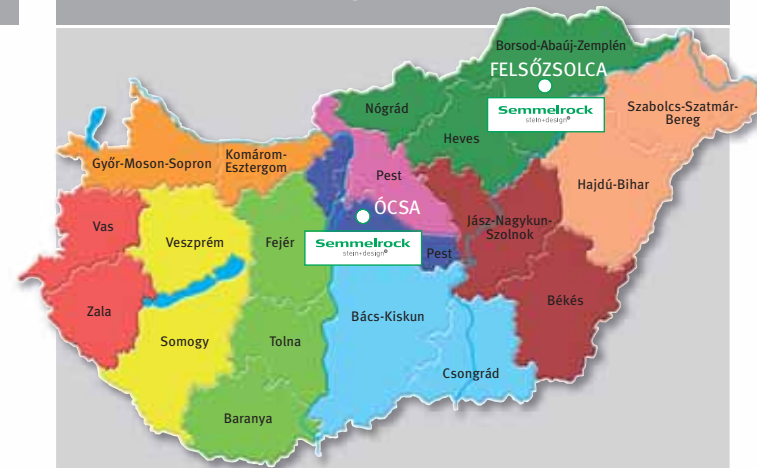 Borsod-Abaúj-Zemplén
FELSŐZSOLCA
Semmelrock
stein+design®
Nógrád
Szabolcs-Szatmár-
Bereg
Heves
Győr-Moson-Sopron
Komárom-
Esztergom
Pest
Hajdú-Bihar
ÓCSA
Vas
Jász-Nagykun-
Szolnok
Veszprém
Fejér
Semmelrock
stein+design®
Pest
Zala
Békés
Bács-Kiskun
Somogy
Tolna
Csongrád
Baranya